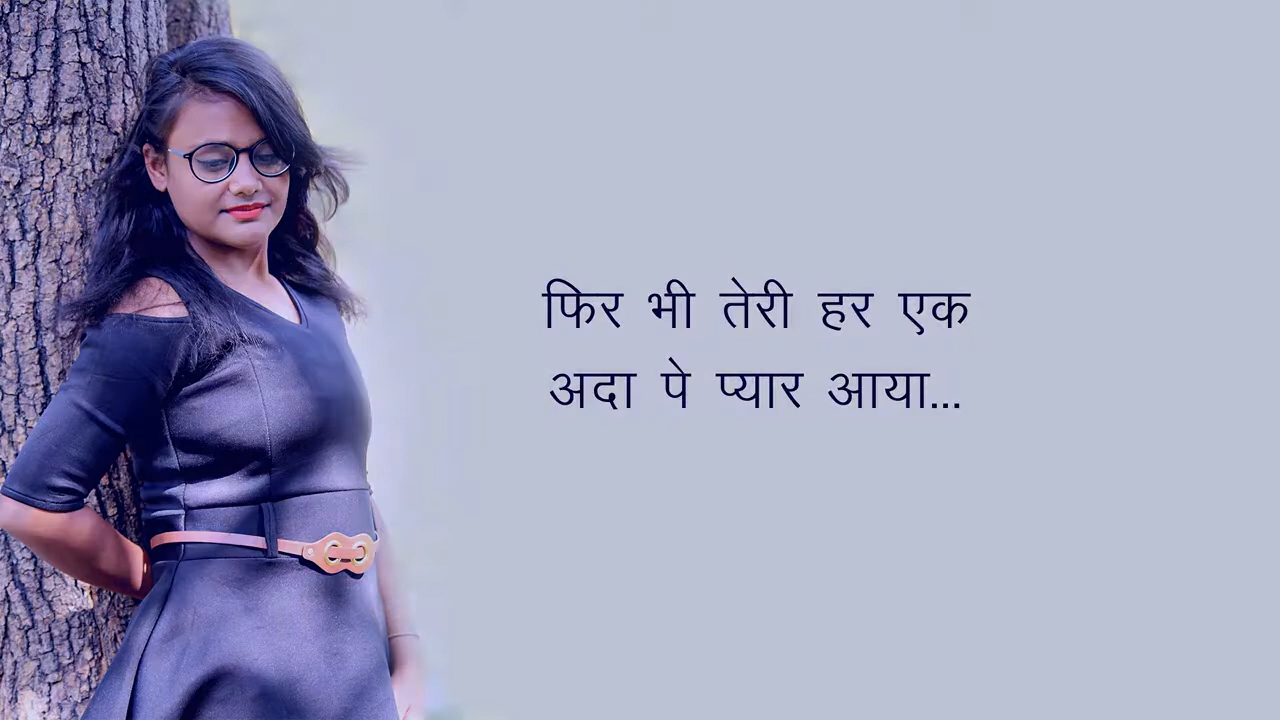 फिर भी तेरी हर एक
अदा पे प्यार आया...